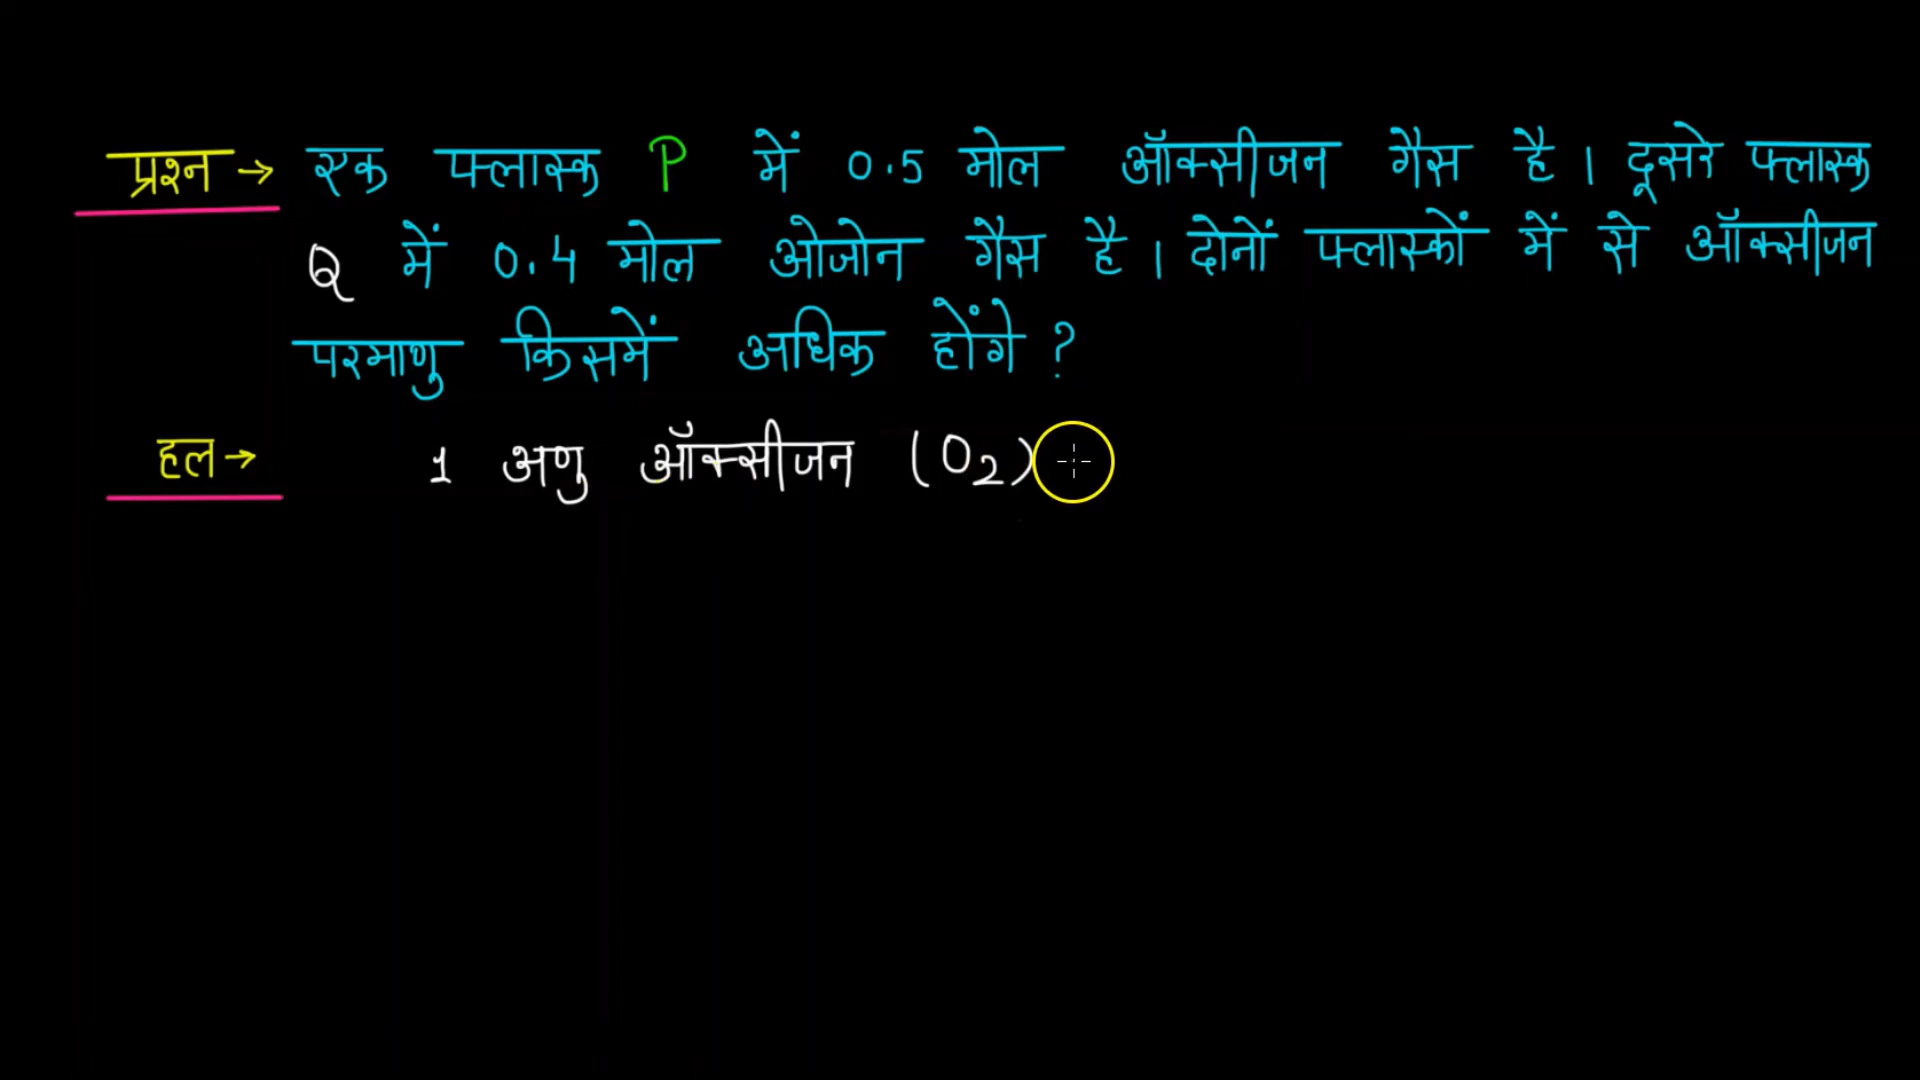 प्रश्न → एक फ्लास्क P में 0.5 मोल ऑक्सीजन गैस है । दूसरे फ्लास्क
Q में 0.4 मोल ओजोन गैस है । दोनों फ्लास्कों में से ऑक्सीजन
परमाणु किसमें अधिक होंगे ?
हल → 1 अणु ऑक्सीजन (O₂)